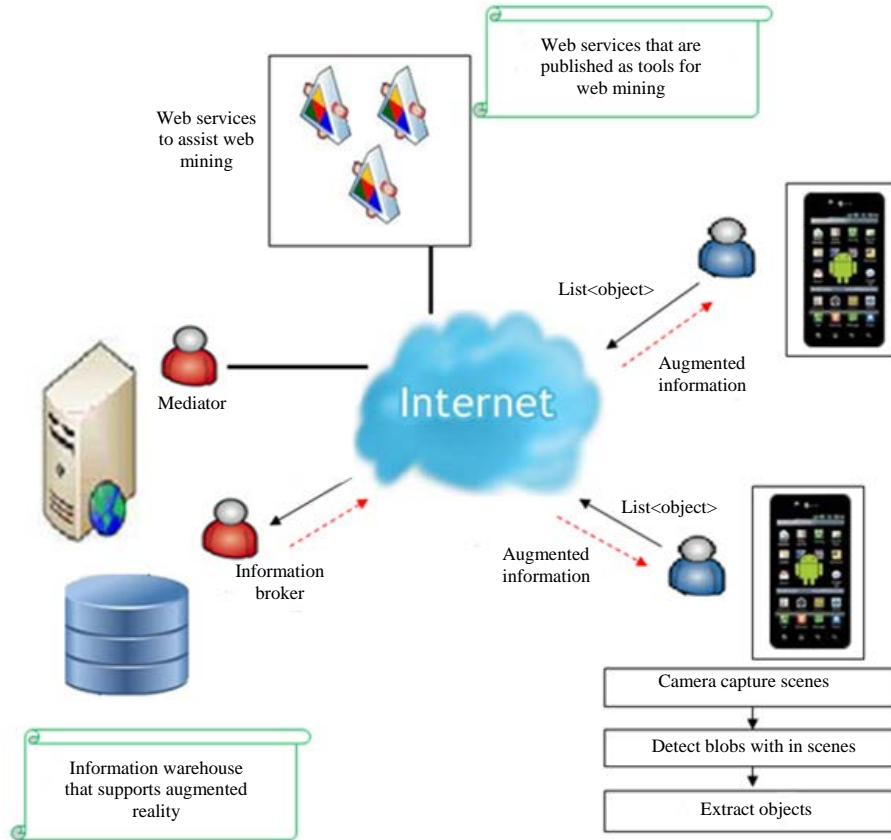 Web services that are
published as tools for
web mining
Web services
to assist web
mining
List<object>
Augmented
information
Mediator
Internet
List<object>
Augmented
information
Information
broker
Camera capture scenes
Detect blobs with in scenes
Extract objects
Information warehouse
that supports augmented
reality